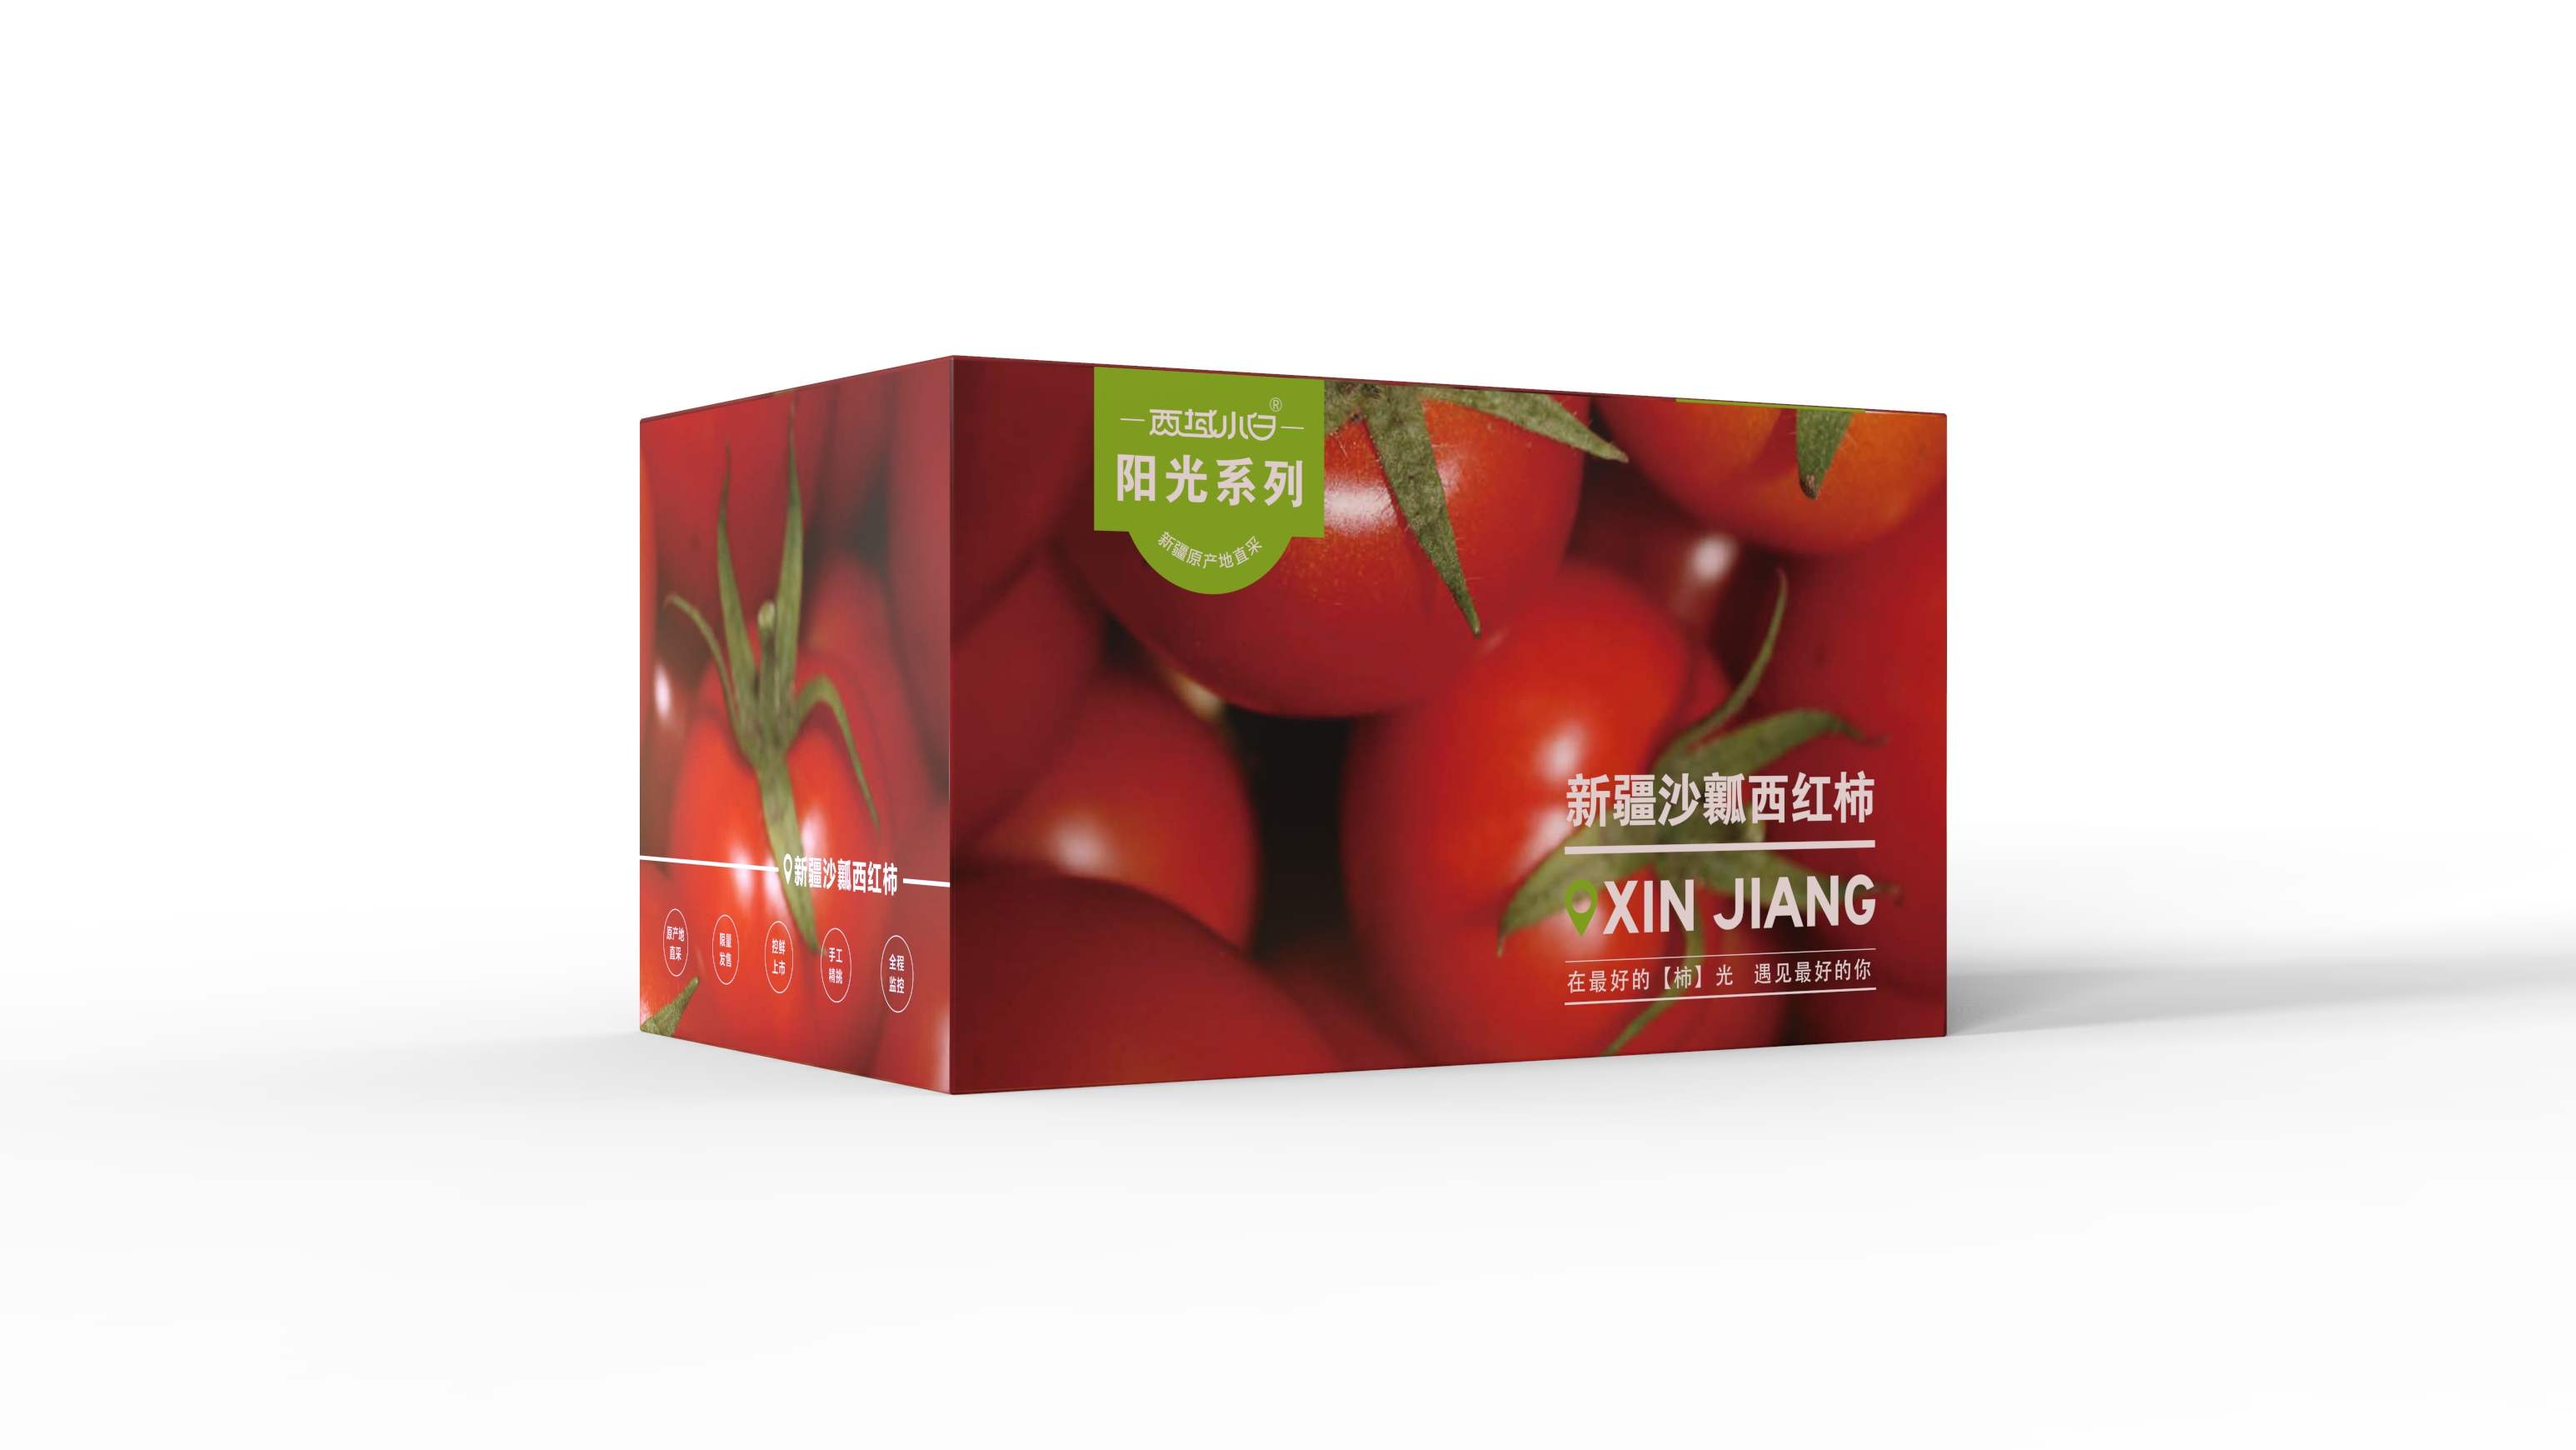 西域小白®
阳光系列
新疆原产地直采
新疆沙瓤西红柿
XIN JIANG
在最好的【柿】光 遇见最好的你
新疆沙瓤西红柿
原产地
直采
限量
发售
控鲜
上市
手工
精挑
全程
监控